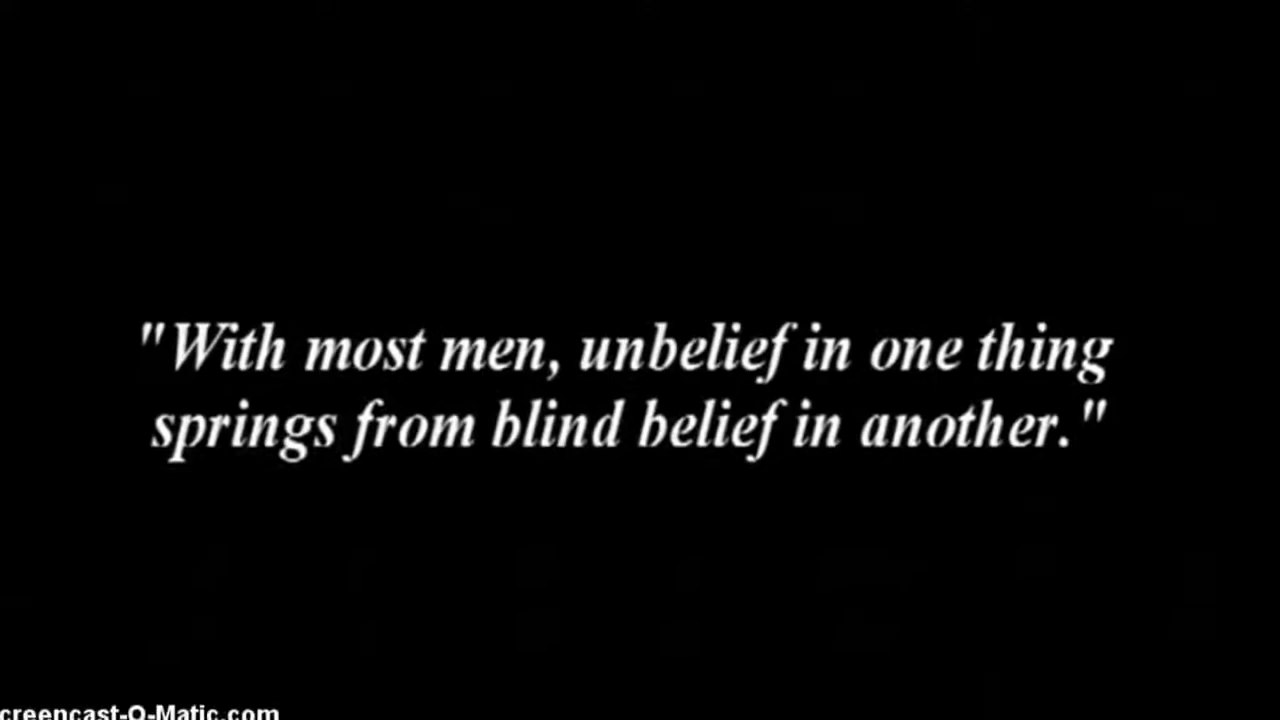 "With most men, unbelief in one thing
springs from blind belief in another."
creencast-O-Matic.com